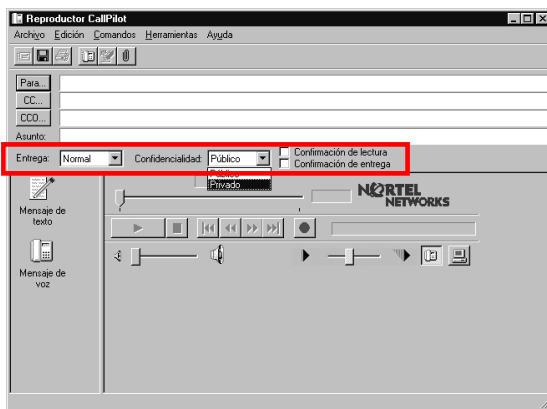 Reproductor CallPilot
Archivo Edición Comandos Herramientas Ayuda
Para...
CC...
CCO...
Asunto:
Entrega: Normal Confidencialidad: Público Confirmación de lectura
Confirmación de entrega
Público
Privado
Mensaje de
texto
NORTEL
NETWORKS
Mensaje de
voz